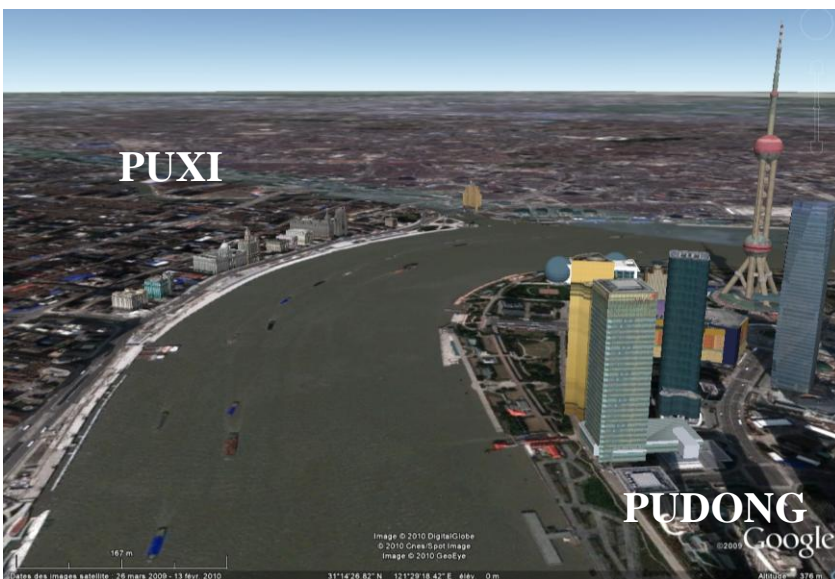 PUXI
PUDONG
167 m
Image © 2010 DigitalGlobe
© 2010 Cnes/Spot Image
Image © 2010 GeoEye
©2009 Google
Dates des images satellite : 26 mars 2009 - 13 févr. 2010
31°14'26.82" N 121°29'18.42" E élév. 0 m
Altitude 376 m